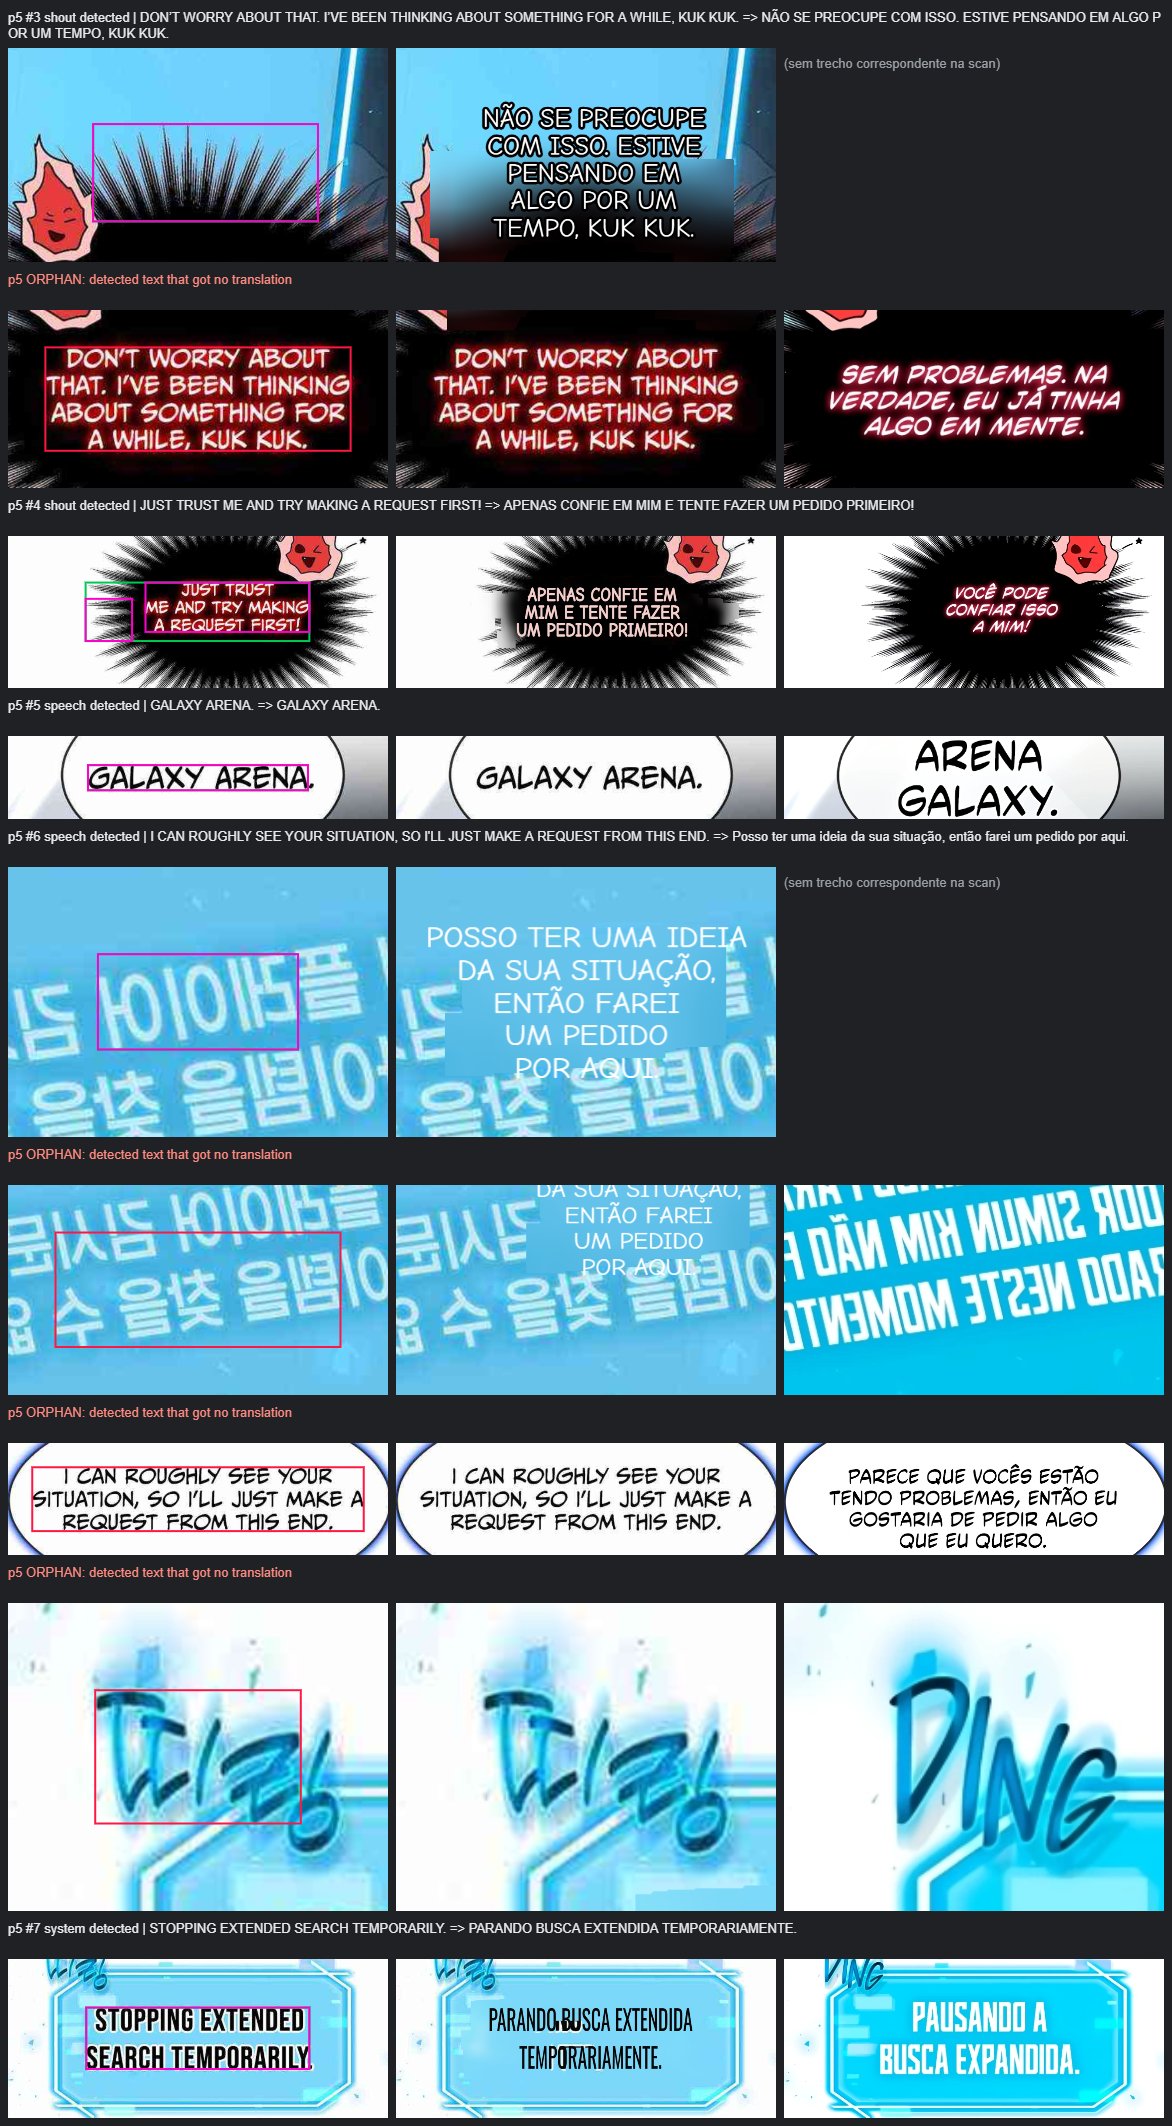 p5 #3 shout detected | DON'T WORRY ABOUT THAT. I'VE BEEN THINKING ABOUT SOMETHING FOR A WHILE, KUK KUK. => NÃO SE PREOCUPE COM ISSO. ESTIVE PENSANDO EM ALGO P
OR UM TEMPO, KUK KUK.
NÃO SE PREOCUPE
COM ISSO. ESTIVE
PENSANDO EM
ALGO POR UM
TEMPO, KUK KUK.
(sem trecho correspondente na scan)
p5 ORPHAN: detected text that got no translation
DON'T WORRY ABOUT
THAT. I'VE BEEN THINKING
ABOUT SOMETHING FOR
A WHILE, KUK KUK.
DON'T WORRY ABOUT
THAT. I'VE BEEN THINKING
ABOUT SOMETHING FOR
A WHILE, KUK KUK.
SEM PROBLEMAS. NA
VERDADE, EU JÁ TINHA
ALGO EM MENTE.
p5 #4 shout detected | JUST TRUST ME AND TRY MAKING A REQUEST FIRST! => APENAS CONFIE EM MIM E TENTE FAZER UM PEDIDO PRIMEIRO!
JUST TRUST
ME AND TRY MAKING
A REQUEST FIRST!
APENAS CONFIE EM
MIM E TENTE FAZER
UM PEDIDO PRIMEIRO!
VOCÊ PODE
CONFIAR ISSO
A MIM!
p5 #5 speech detected | GALAXY ARENA. => GALAXY ARENA.
GALAXY ARENA.
GALAXY ARENA.
ARENA
GALAXY.
p5 #6 speech detected | I CAN ROUGHLY SEE YOUR SITUATION, SO I'LL JUST MAKE A REQUEST FROM THIS END. => Posso ter uma ideia da sua situação, então farei um pedido por aqui.
POSSO TER UMA IDEIA
DA SUA SITUAÇÃO,
ENTÃO FAREI
UM PEDIDO
POR AQUI.
(sem trecho correspondente na scan)
p5 ORPHAN: detected text that got no translation
DA SUA SITUAÇÃO,
ENTÃO FAREI
UM PEDIDO
POR AQUI.
SIMUN KIM NÃO
NESTE MOMENTO
p5 ORPHAN: detected text that got no translation
I CAN ROUGHLY SEE YOUR
SITUATION, SO I'LL JUST MAKE A
REQUEST FROM THIS END.
I CAN ROUGHLY SEE YOUR
SITUATION, SO I'LL JUST MAKE A
REQUEST FROM THIS END.
PARECE QUE VOCÊS ESTÃO
TENDO PROBLEMAS, ENTÃO EU
GOSTARIA DE PEDIR ALGO
QUE EU QUERO.
p5 ORPHAN: detected text that got no translation
띠링
띠링
DING
p5 #7 system detected | STOPPING EXTENDED SEARCH TEMPORARILY. => PARANDO BUSCA EXTENDIDA TEMPORARIAMENTE.
STOPPING EXTENDED
SEARCH TEMPORARILY.
PARANDO BUSCA EXTENDIDA
TEMPORARIAMENTE.
DING
PAUSANDO A
BUSCA EXPANDIDA.